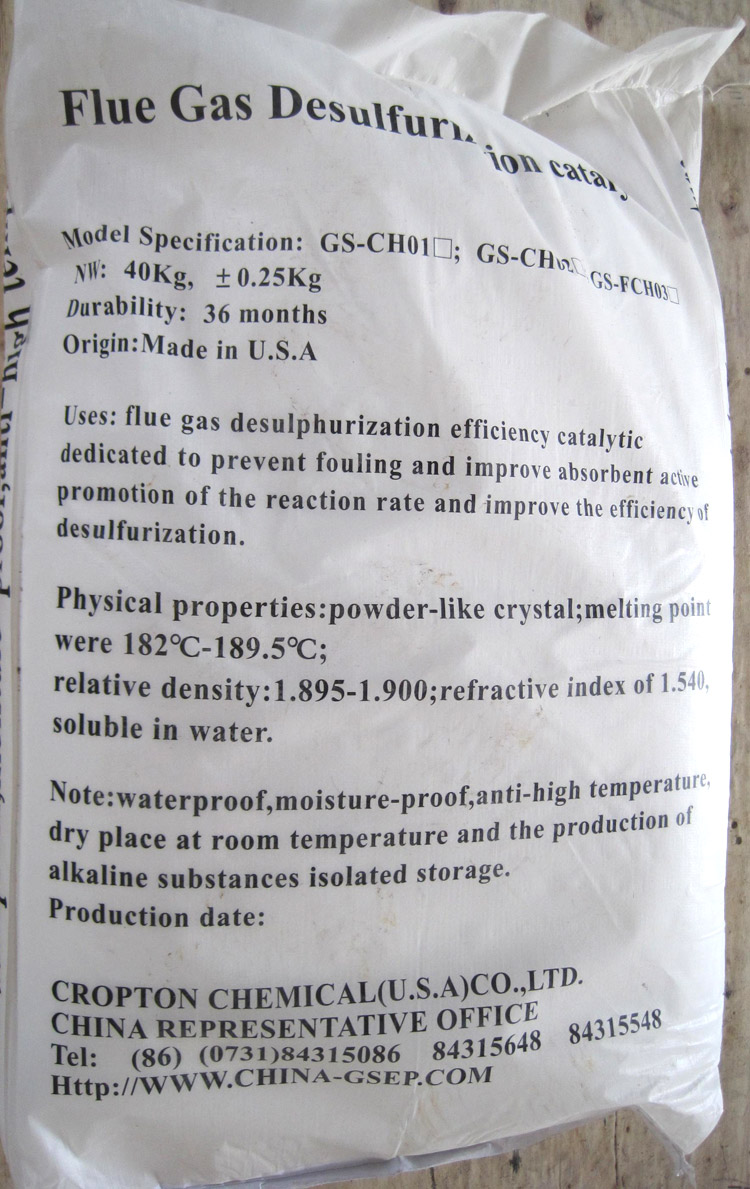 Flue Gas Desulfurization cataly
Model Specification: GS-CH01□; GS-CH02□ GS-FCH03□
NW: 40Kg, ±0.25Kg
Durability: 36 months
Origin:Made in U.S.A
Uses: flue gas desulphurization efficiency catalytic
dedicated to prevent fouling and improve absorbent active
promotion of the reaction rate and improve the efficiency of
desulfurization.
Physical properties:powder-like crystal;melting point
were 182℃-189.5℃;
relative density:1.895-1.900;refractive index of 1.540,
soluble in water.
Note:waterproof,moisture-proof,anti-high temperature,
dry place at room temperature and the production of
alkaline substances isolated storage.
Production date:
CROPTON CHEMICAL(U.S.A)CO.,LTD.
CHINA REPRESENTATIVE OFFICE
Tel: (86) (0731)84315086 84315648 84315548
Http://WWW.CHINA-GSEP.COM